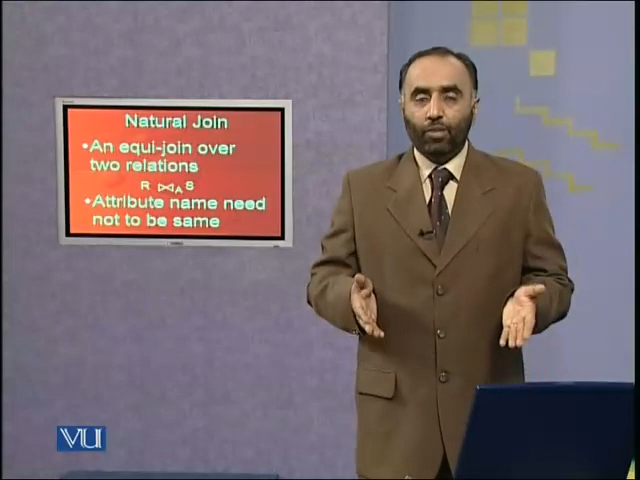 Natural Join
•An equi-join over
two relations
R ⋈A S
•Attribute name need
not to be same
VU